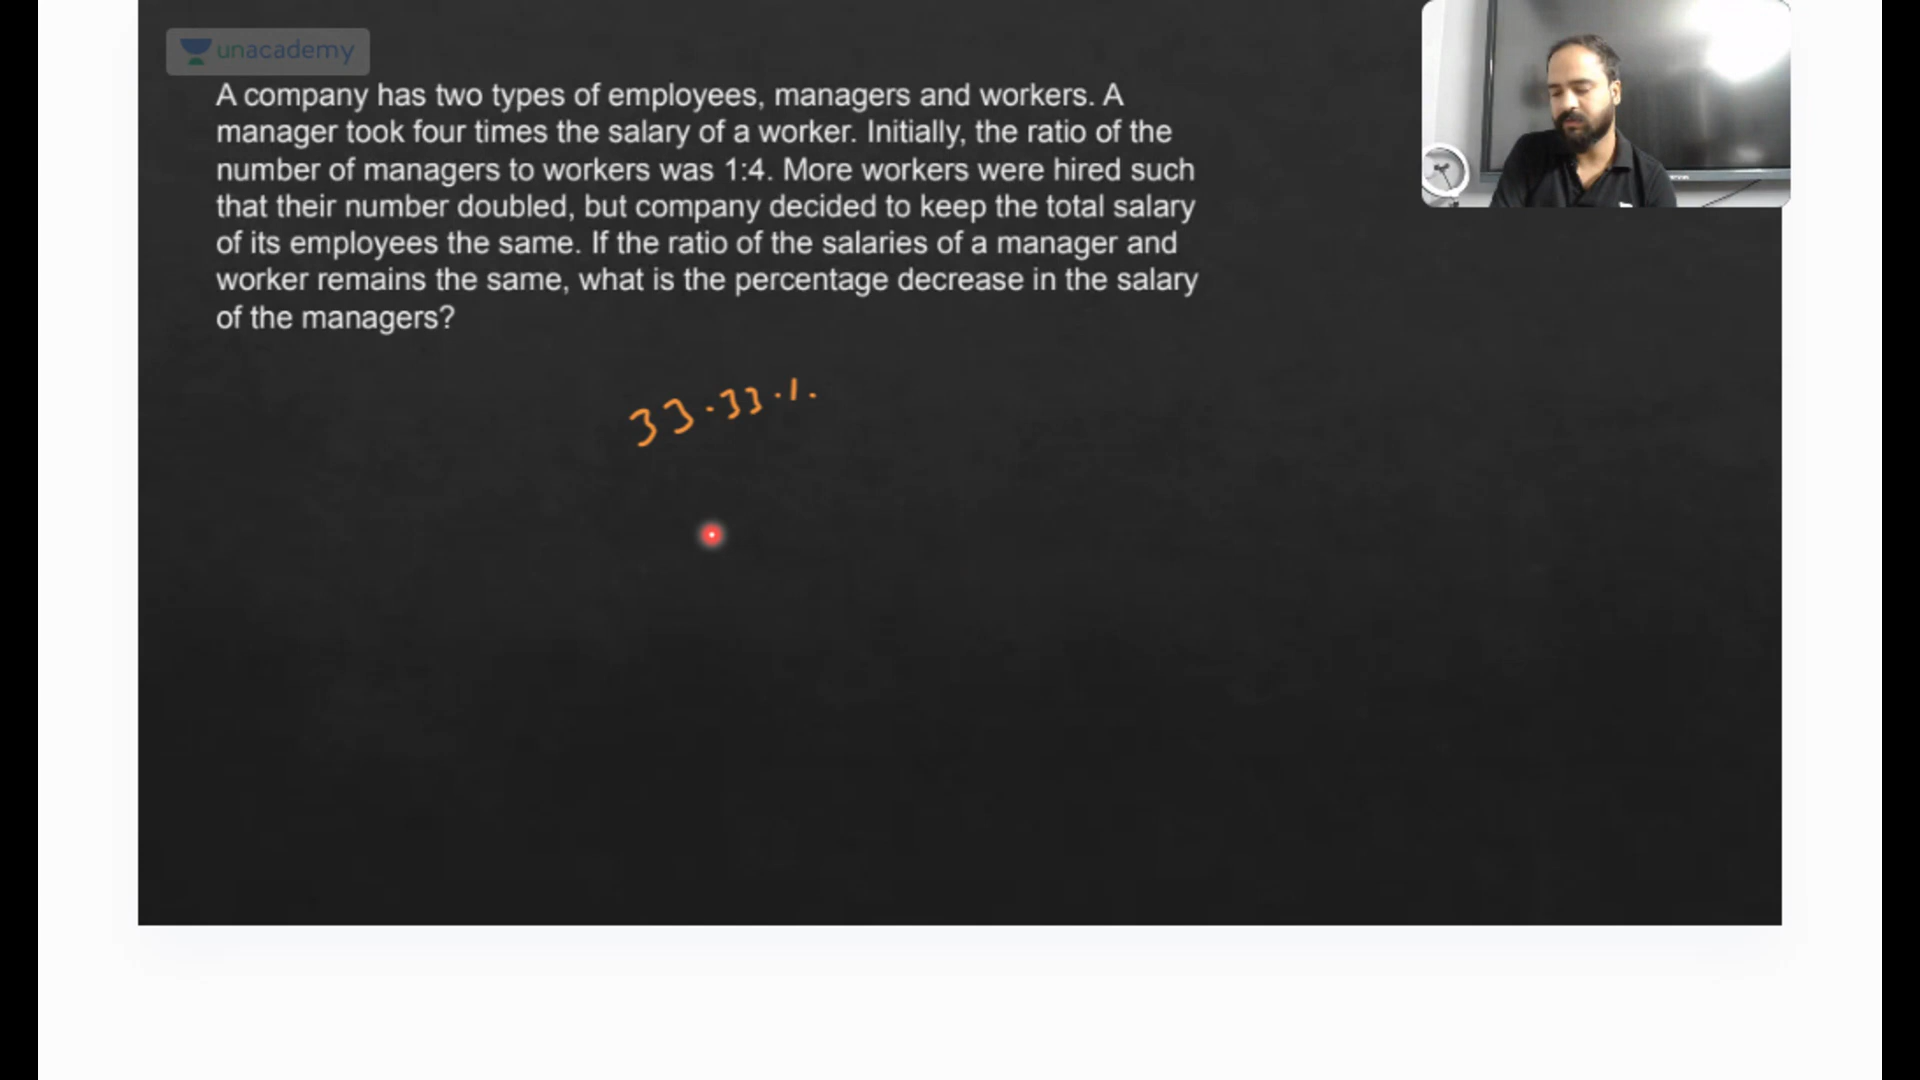 unacademy
A company has two types of employees, managers and workers. A
manager took four times the salary of a worker. Initially, the ratio of the
number of managers to workers was 1:4. More workers were hired such
that their number doubled, but company decided to keep the total salary
of its employees the same. If the ratio of the salaries of a manager and
worker remains the same, what is the percentage decrease in the salary
of the managers?
33.33%